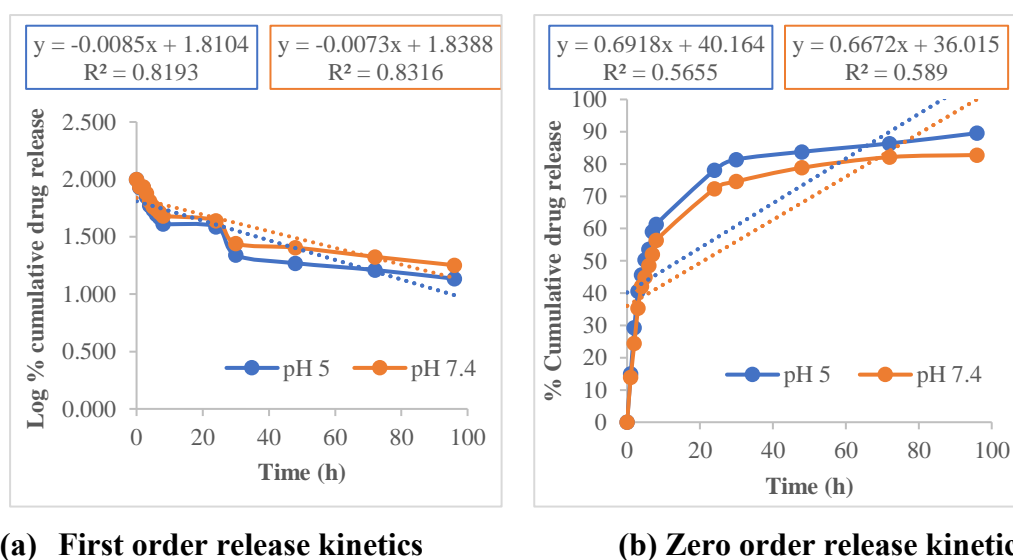 y = -0.0085x + 1.8104
R² = 0.8193
y = -0.0073x + 1.8388
R² = 0.8316
Log % cumulative drug release
2.500
2.000
1.500
1.000
0.500
0.000
0 20 40 60 80 100
pH 5 pH 7.4
Time (h)
(a) First order release kinetics
y = 0.6918x + 40.164
R² = 0.5655
y = 0.6672x + 36.015
R² = 0.589
% Cumulative drug release
100
90
80
70
60
50
40
30
20
10
0
0 20 40 60 80 100
pH 5 pH 7.4
Time (h)
(b) Zero order release kinetic